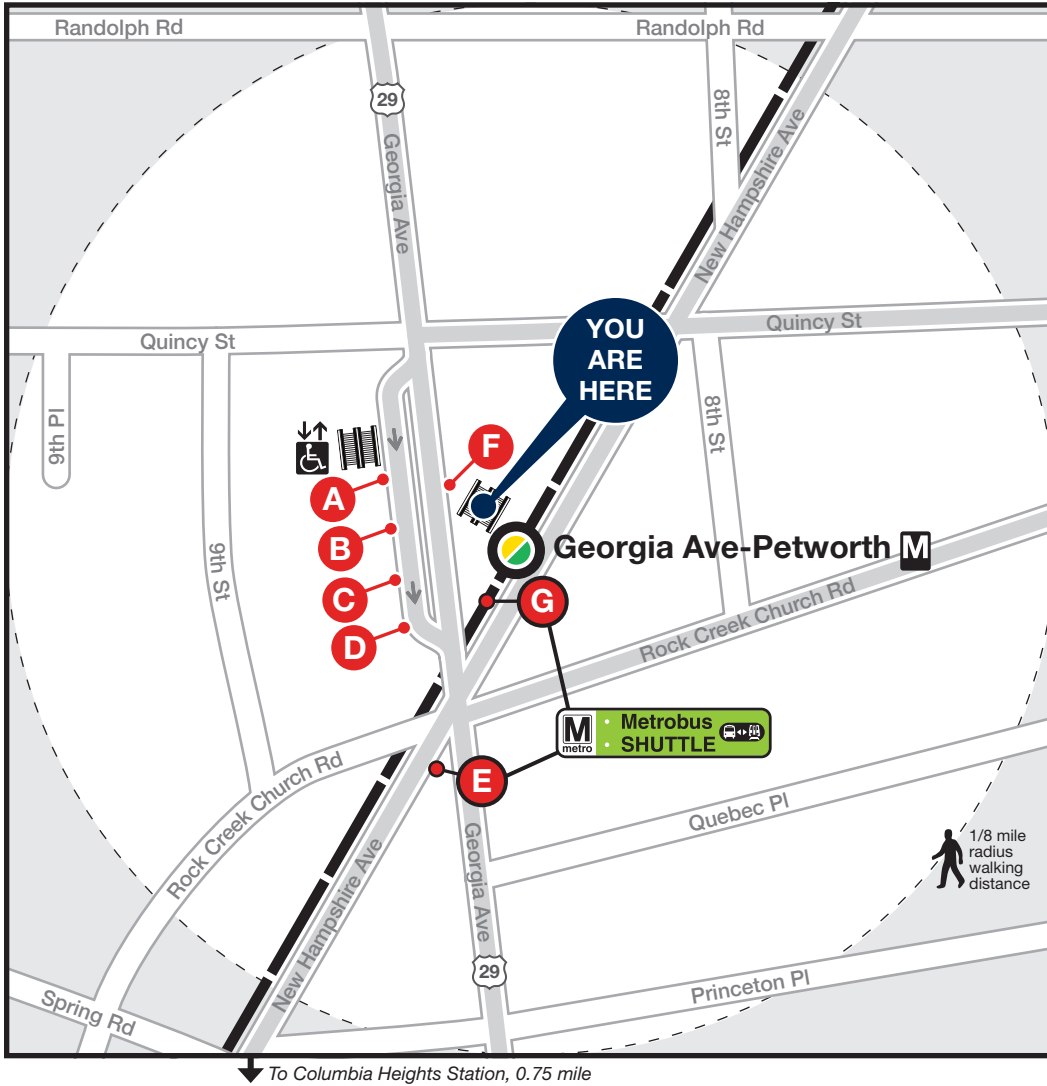 Randolph Rd
Randolph Rd
29
8th St
Georgia Ave
New Hampshire Ave
YOU
ARE
HERE
Quincy St
Quincy St
9th Pl
8th St
F
A
B
Georgia Ave-Petworth M
9th St
C
G
D
Rock Creek Church Rd
M
metro
· Metrobus
· SHUTTLE
E
Rock Creek Church Rd
Quebec Pl
Georgia Ave
New Hampshire Ave
1/8 mile
radius
walking
distance
29
Spring Rd
Princeton Pl
To Columbia Heights Station, 0.75 mile